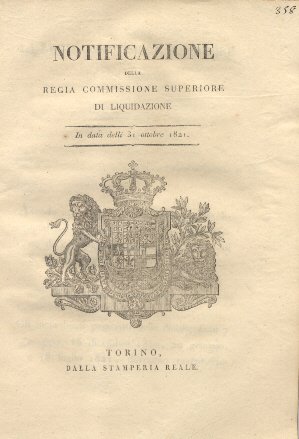 358
NOTIFICAZIONE
DELLA
REGIA COMMISSIONE SUPERIORE
DI LIQUIDAZIONE
In data delli 31 ottobre 1821.
TORINO,
DALLA STAMPERIA REALE.